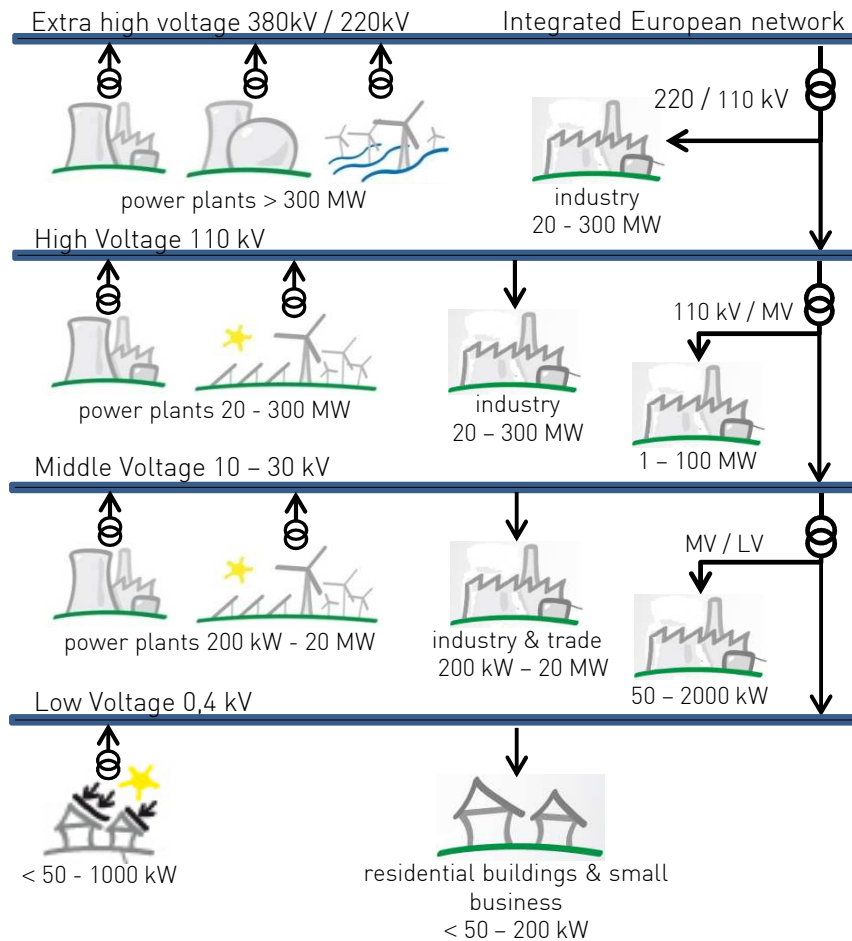 Extra high voltage 380kV / 220kV
Integrated European network
220 / 110 kV
power plants > 300 MW
industry
20 - 300 MW
High Voltage 110 kV
110 kV / MV
power plants 20 - 300 MW
industry
20 – 300 MW
1 – 100 MW
Middle Voltage 10 – 30 kV
MV / LV
power plants 200 kW - 20 MW
industry & trade
200 kW – 20 MW
50 – 2000 kW
Low Voltage 0,4 kV
< 50 - 1000 kW
residential buildings & small
business
< 50 – 200 kW